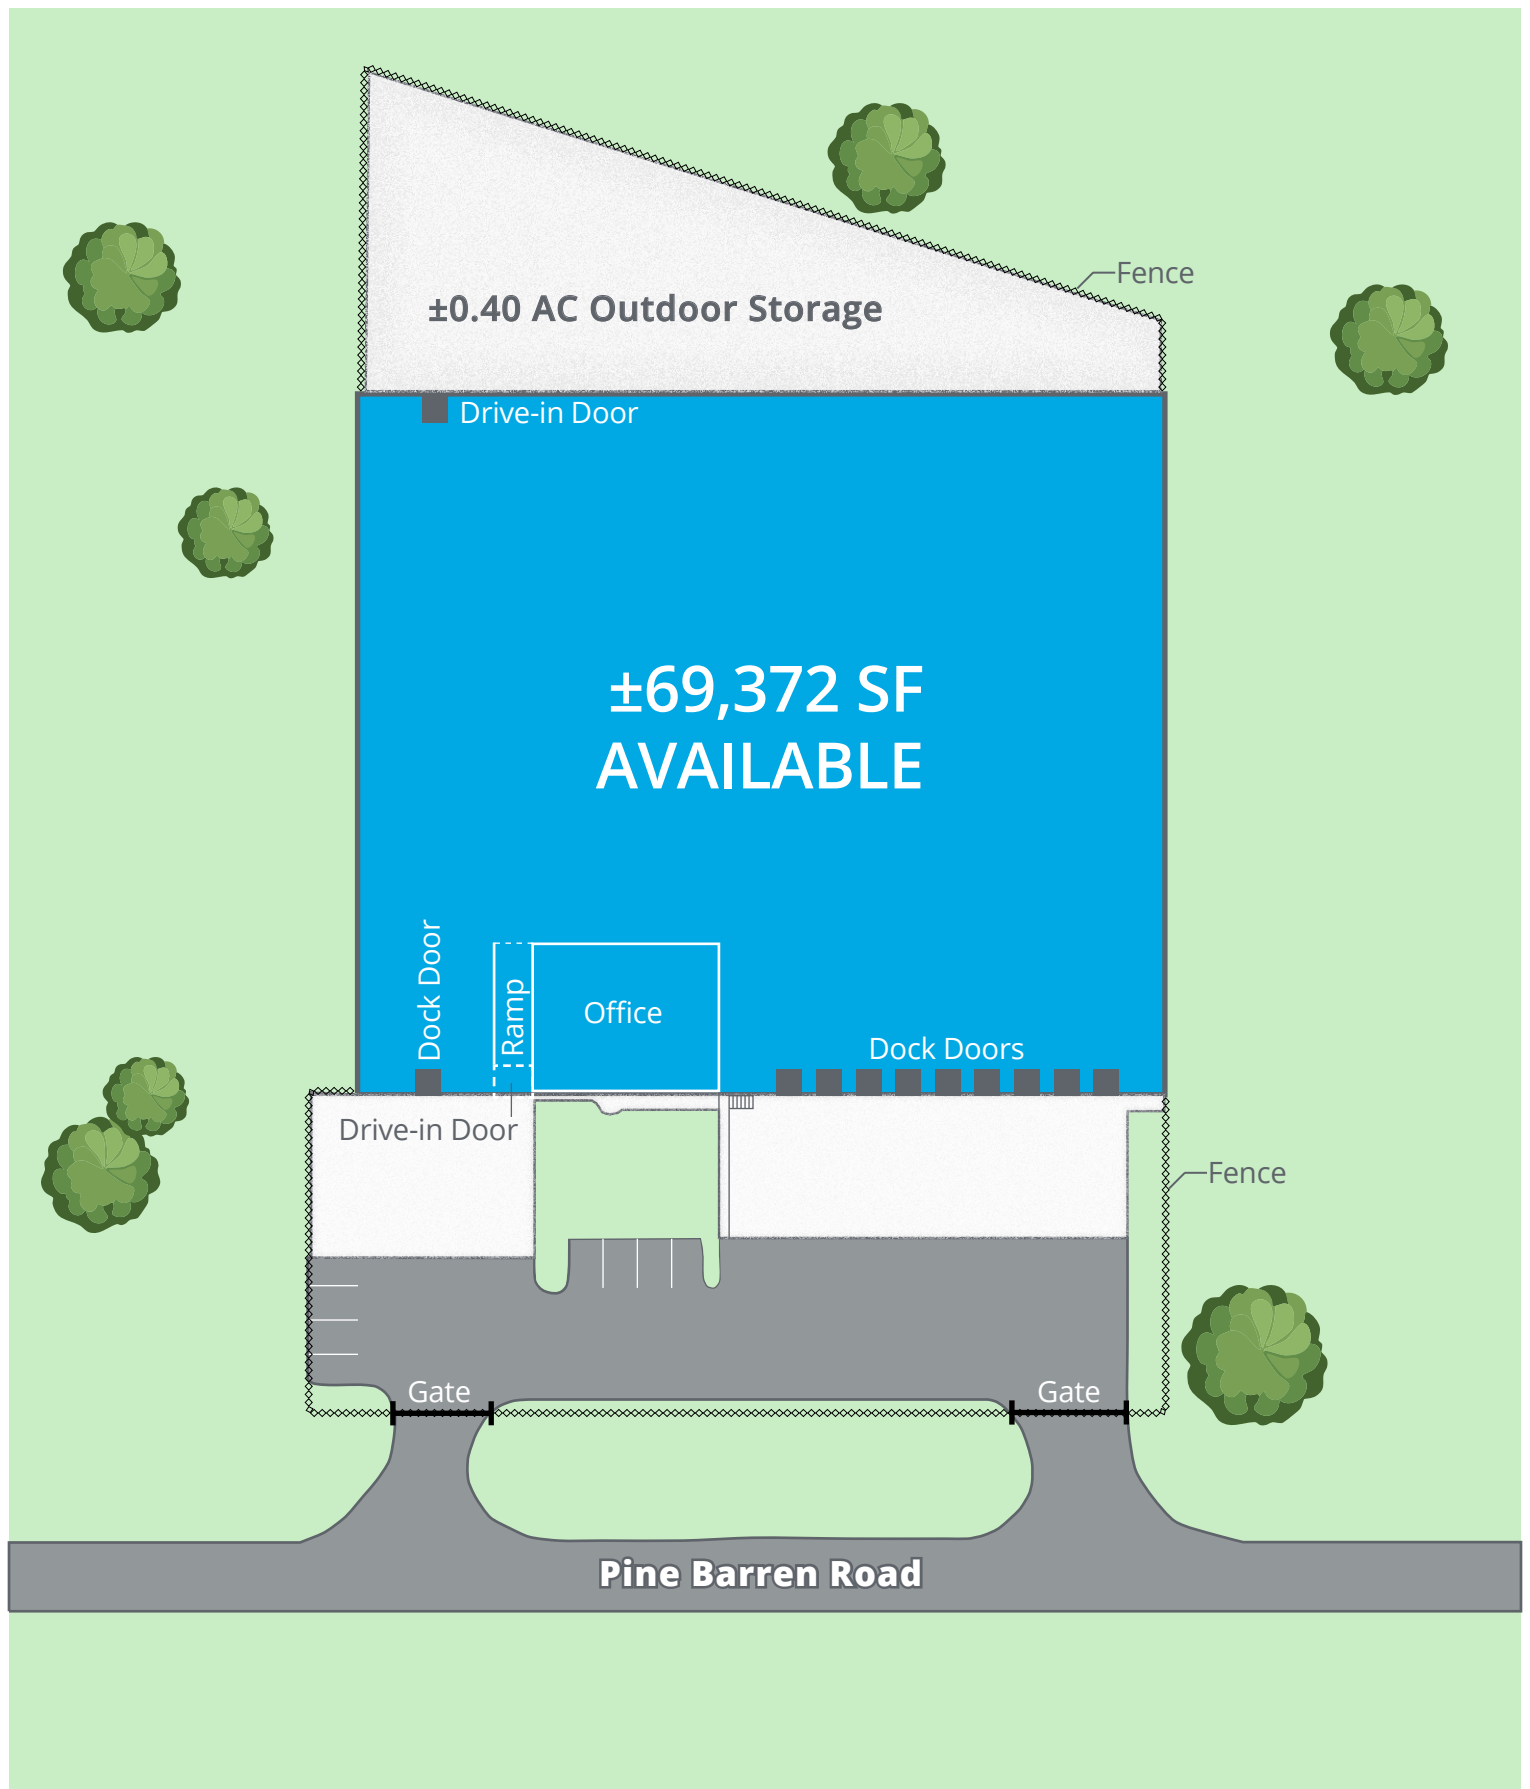 Fence
±0.40 AC Outdoor Storage
Drive-in Door
±69,372 SF
AVAILABLE
Dock Door
Ramp
Office
Dock Doors
Drive-in Door
Fence
Gate
Gate
Pine Barren Road